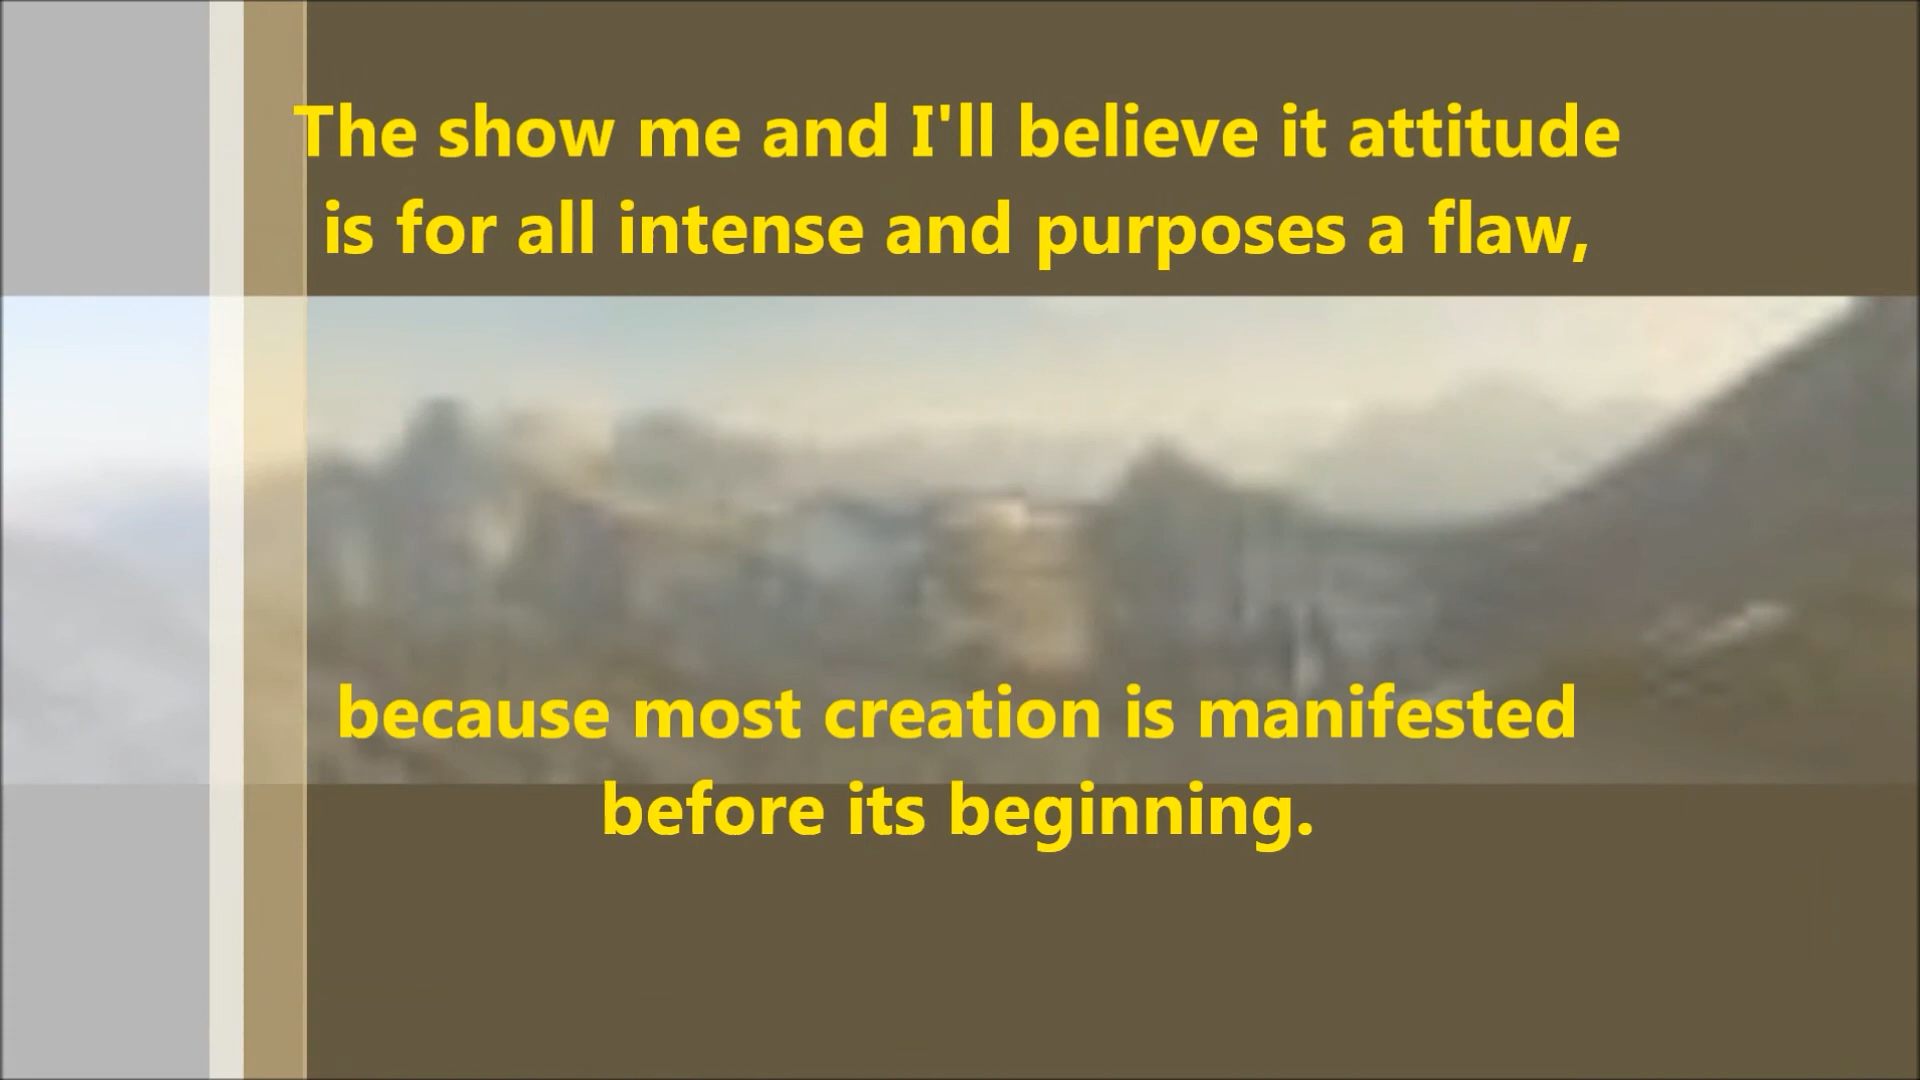 The show me and I'll believe it attitude
is for all intense and purposes a flaw,
because most creation is manifested
before its beginning.